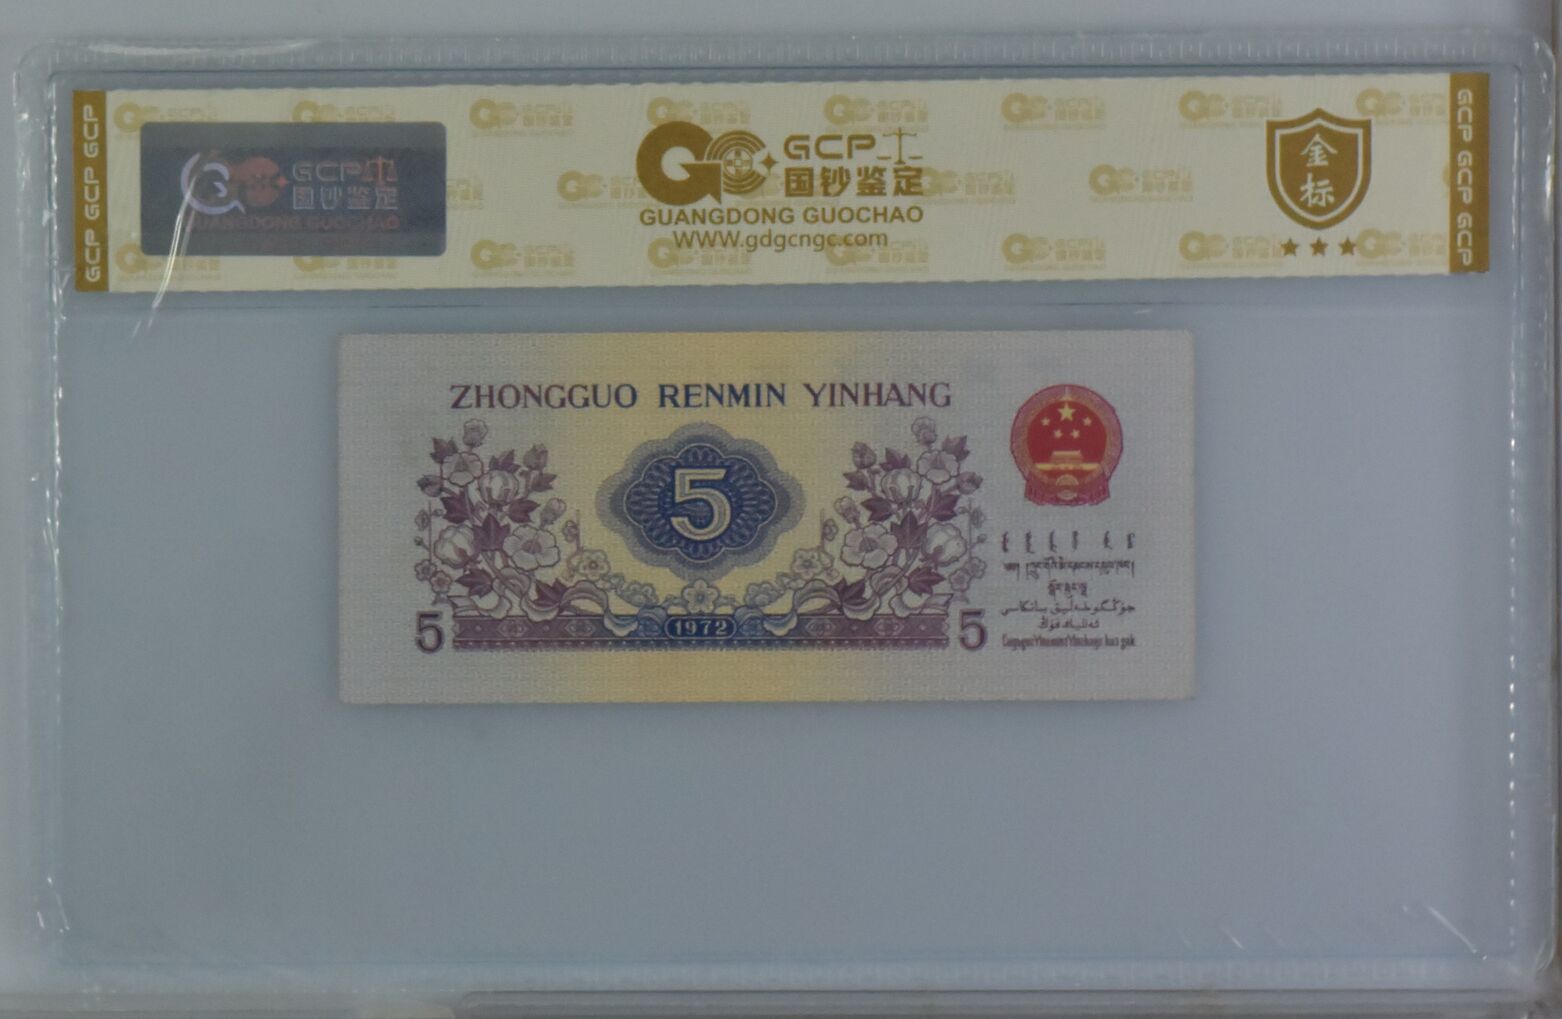 GCP GCP GCP
GCP
国钞鉴定
GUANGDONG GUOCHAO
GCP
国钞鉴定
GUANGDONG GUOCHAO
WWW.gdgcngc.com
金
标
GCP GCP GCP
ZHONGGUO RENMIN YINHANG
5
1972
5
5